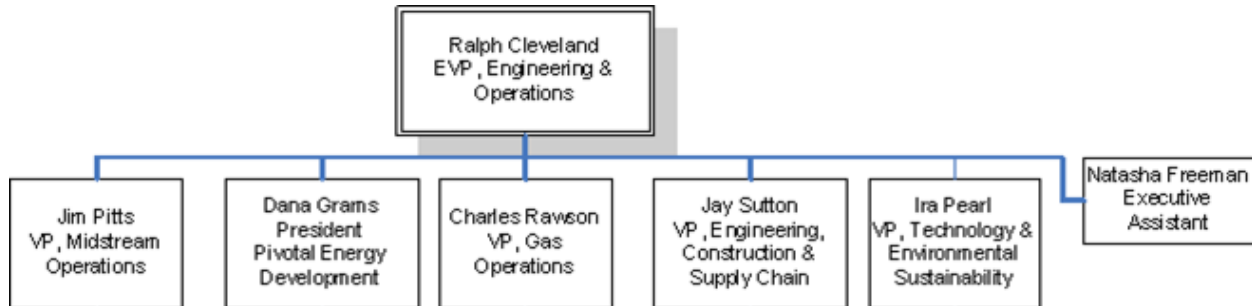 Ralph Cleveland
EVP, Engineering &
Operations
Jim Pitts
VP, Midstream
Operations
Dana Grams
President
Pivotal Energy
Development
Charles Rawson
VP, Gas
Operations
Jay Sutton
VP, Engineering,
Construction &
Supply Chain
Ira Pearl
VP, Technology &
Environmental
Sustainability
Natasha Freeman
Executive
Assistant